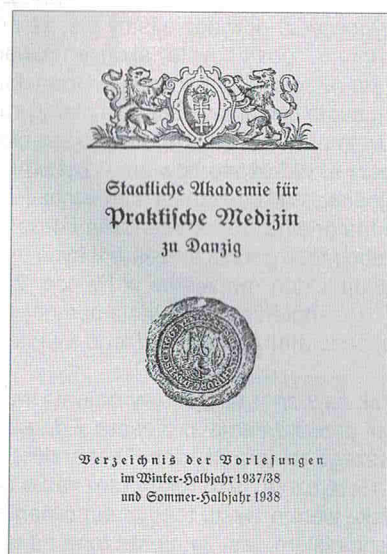 Staatliche Akademie für
Praktische Medizin
zu Danzig
Verzeichnis der Vorlesungen
im Winter-Halbjahr 1937/38
und Sommer-Halbjahr 1938